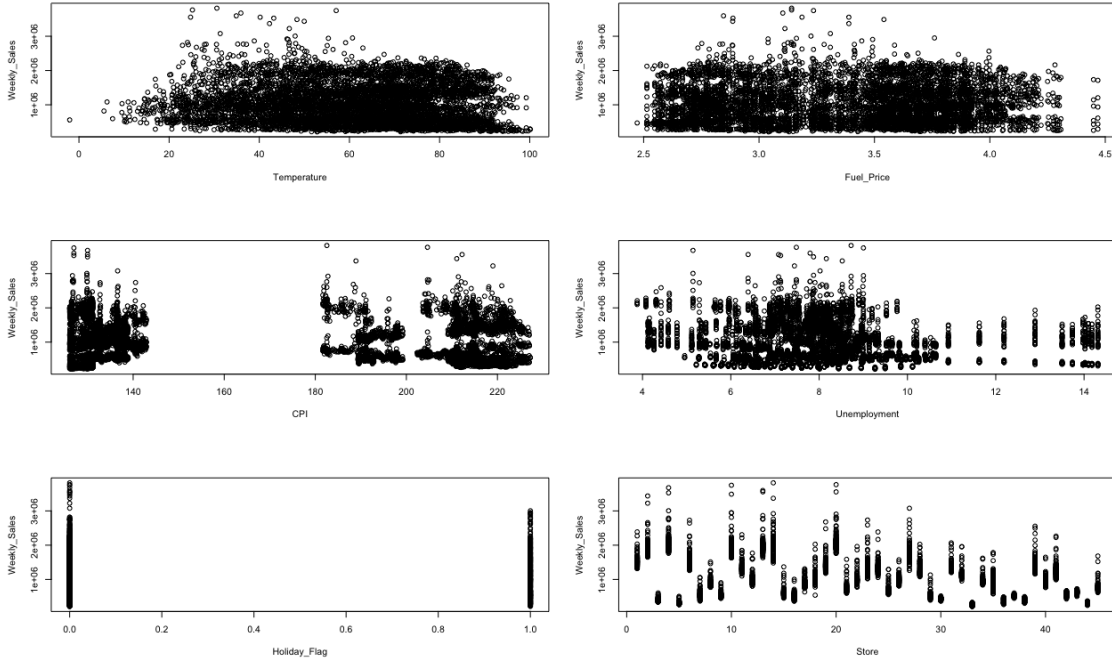 Weekly_Sales
1e+06 2e+06 3e+06
0 20 40 60 80 100
Temperature
Weekly_Sales
1e+06 2e+06 3e+06
2.5 3.0 3.5 4.0 4.5
Fuel_Price
Weekly_Sales
1e+06 2e+06 3e+06
140 160 180 200 220
CPI
Weekly_Sales
1e+06 2e+06 3e+06
4 6 8 10 12 14
Unemployment
Weekly_Sales
1e+06 2e+06 3e+06
0.0 0.2 0.4 0.6 0.8 1.0
Holiday_Flag
Weekly_Sales
1e+06 2e+06 3e+06
0 10 20 30 40
Store